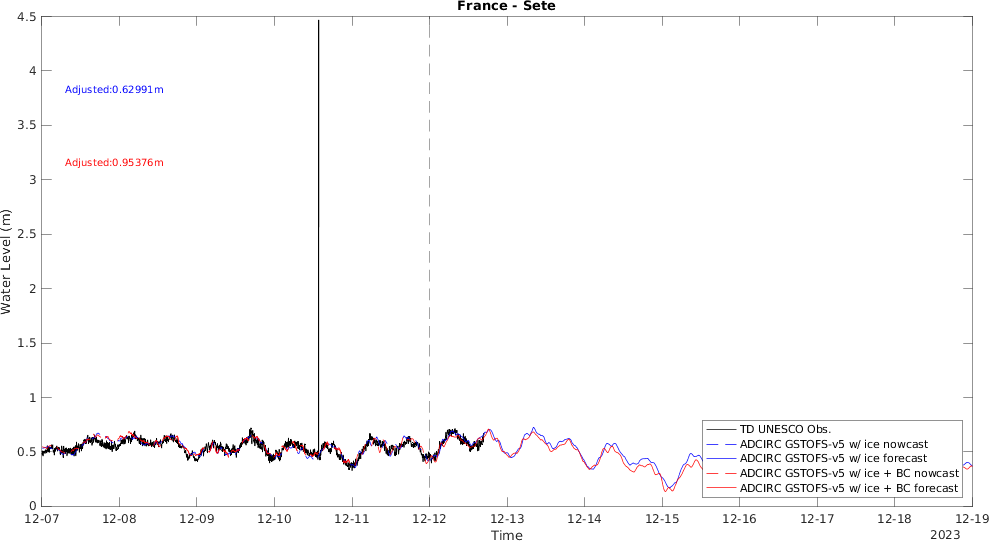 France - Sete
4.5
4
3.5
3
2.5
2
1.5
1
0.5
0
Water Level (m)
Adjusted:0.62991m
Adjusted:0.95376m
TD UNESCO Obs.
ADCIRC GSTOFS-v5 w/ ice nowcast
ADCIRC GSTOFS-v5 w/ ice forecast
ADCIRC GSTOFS-v5 w/ ice + BC nowcast
ADCIRC GSTOFS-v5 w/ ice + BC forecast
12-07 12-08 12-09 12-10 12-11 12-12 12-13 12-14 12-15 12-16 12-17 12-18 12-19
Time
2023